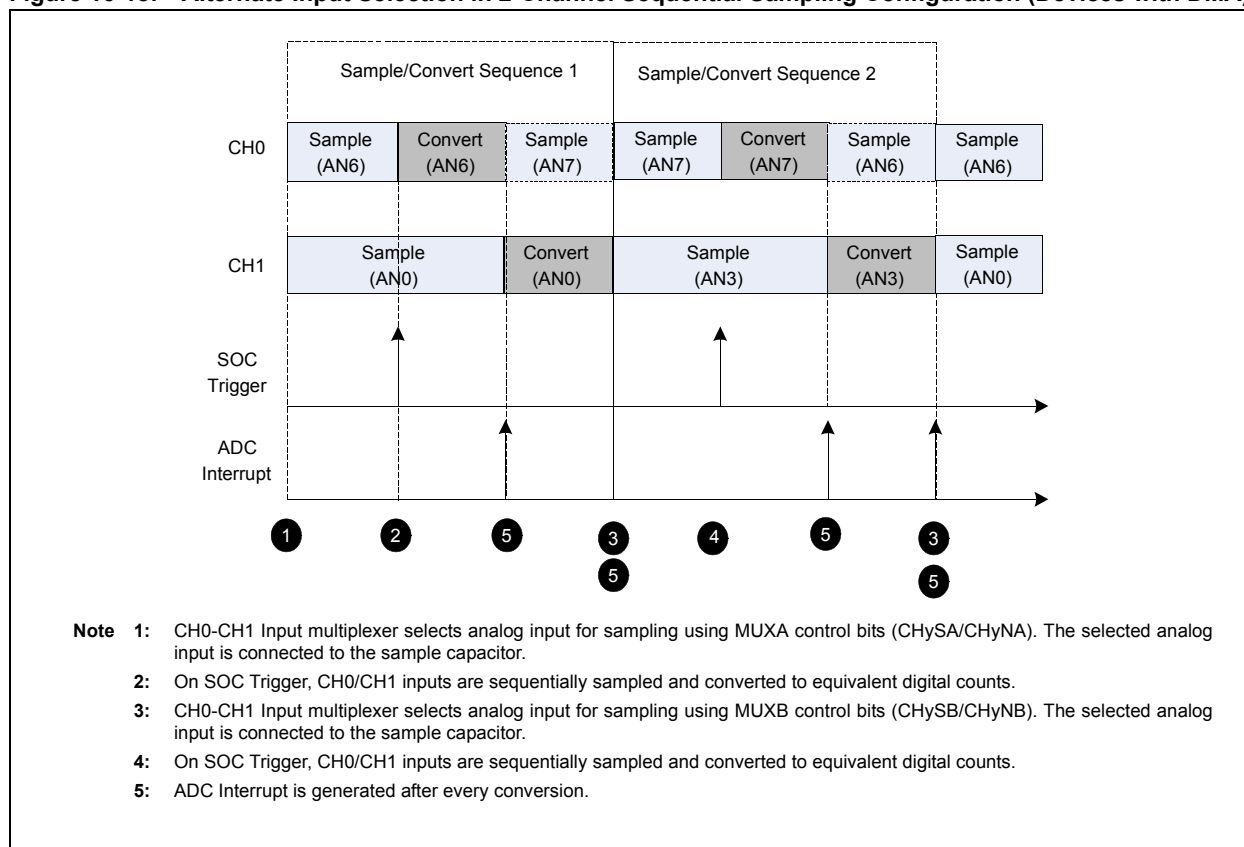 Sample/Convert Sequence 1 Sample/Convert Sequence 2
CH0
Sample (AN6)
Convert (AN6)
Sample (AN7)
Sample (AN7)
Convert (AN7)
Sample (AN6)
Sample (AN6)
CH1
Sample (AN0)
Convert (AN0)
Sample (AN3)
Convert (AN3)
Sample (AN0)
SOC
Trigger
ADC
Interrupt
1 2 5 3 4 5 3
5 5
Note 1: CH0-CH1 Input multiplexer selects analog input for sampling using MUXA control bits (CHySA/CHyNA). The selected analog
input is connected to the sample capacitor.
2: On SOC Trigger, CH0/CH1 inputs are sequentially sampled and converted to equivalent digital counts.
3: CH0-CH1 Input multiplexer selects analog input for sampling using MUXB control bits (CHySB/CHyNB). The selected analog
input is connected to the sample capacitor.
4: On SOC Trigger, CH0/CH1 inputs are sequentially sampled and converted to equivalent digital counts.
5: ADC Interrupt is generated after every conversion.